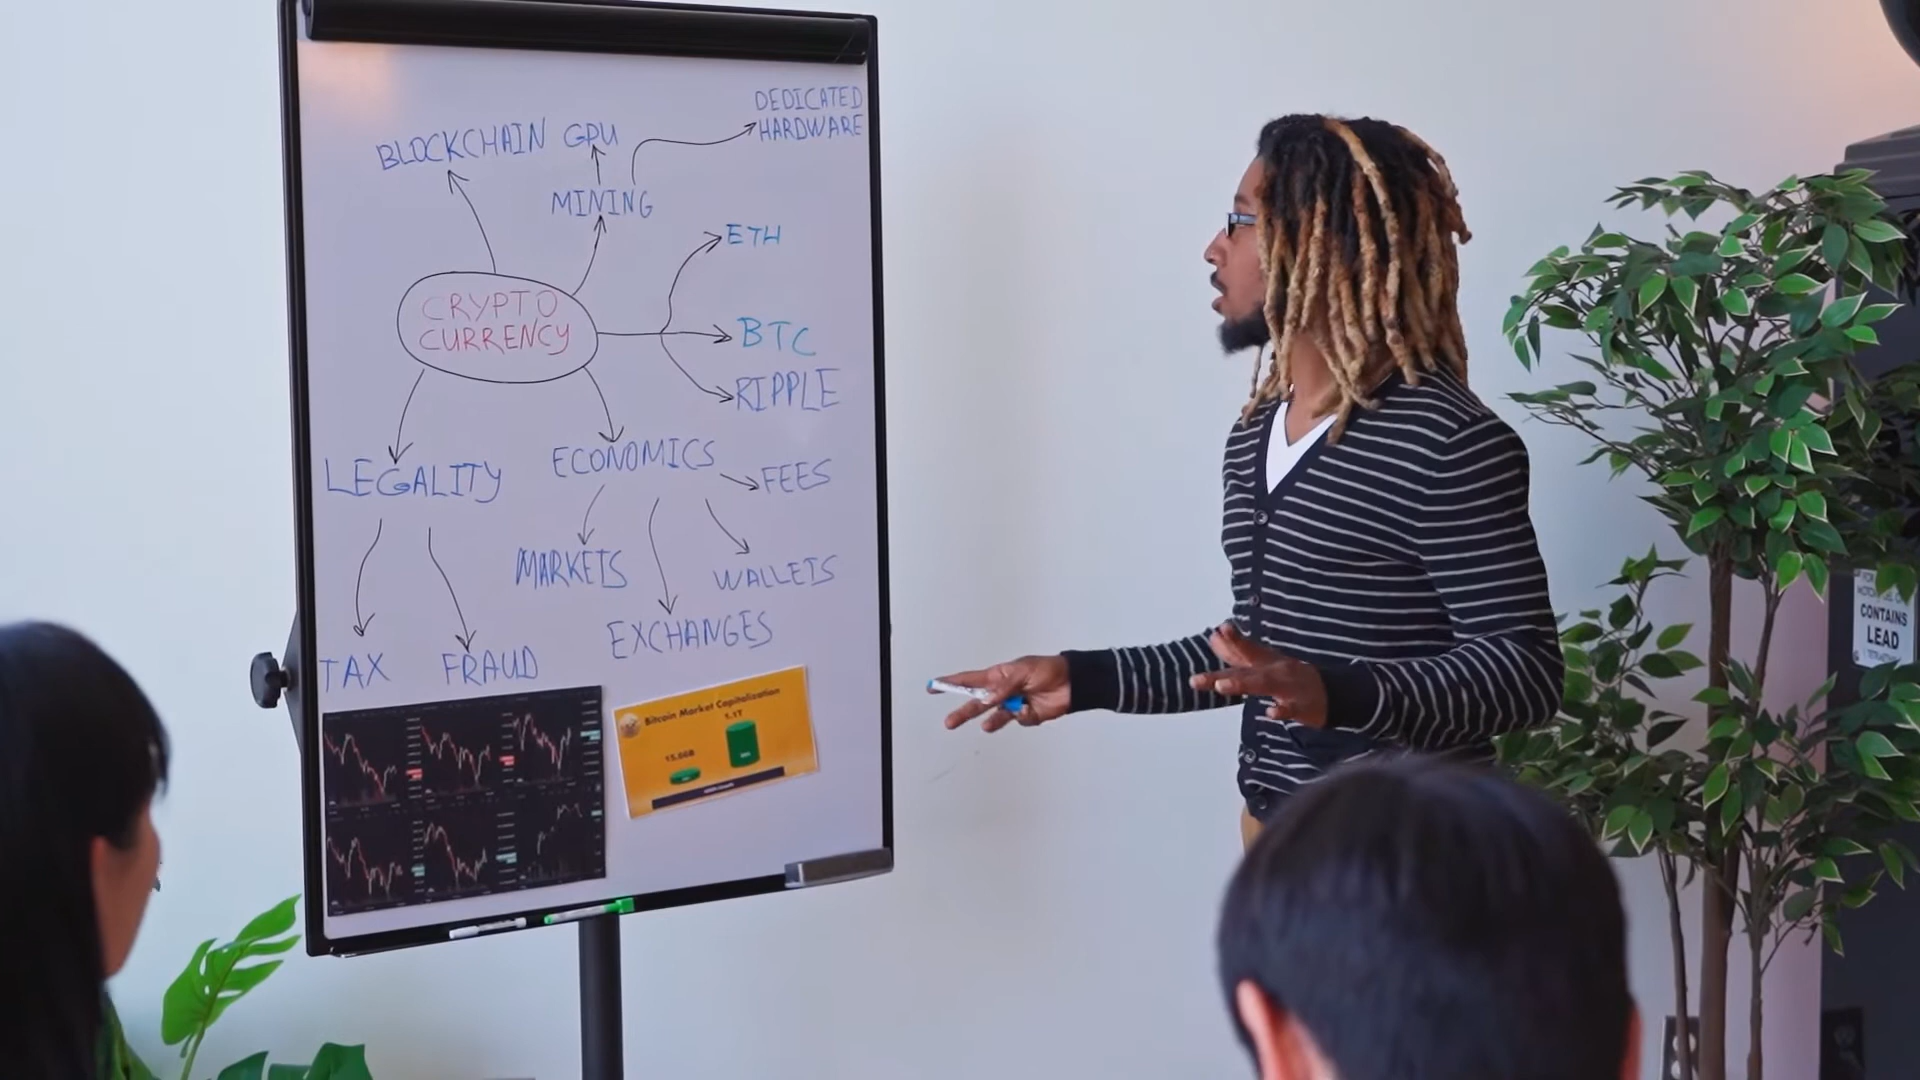 DEDICATED
HARDWARE
BLOCKCHAIN GPU
MINING
ETH
CRYPTO
CURRENCY
BTC
RIPPLE
LEGALITY
ECONOMICS
FEES
MARKETS
WALLETS
EXCHANGES
TAX
FRAUD
Bitcoin Market Capitalization
1.1T
15.66B
CONTAINS
LEAD